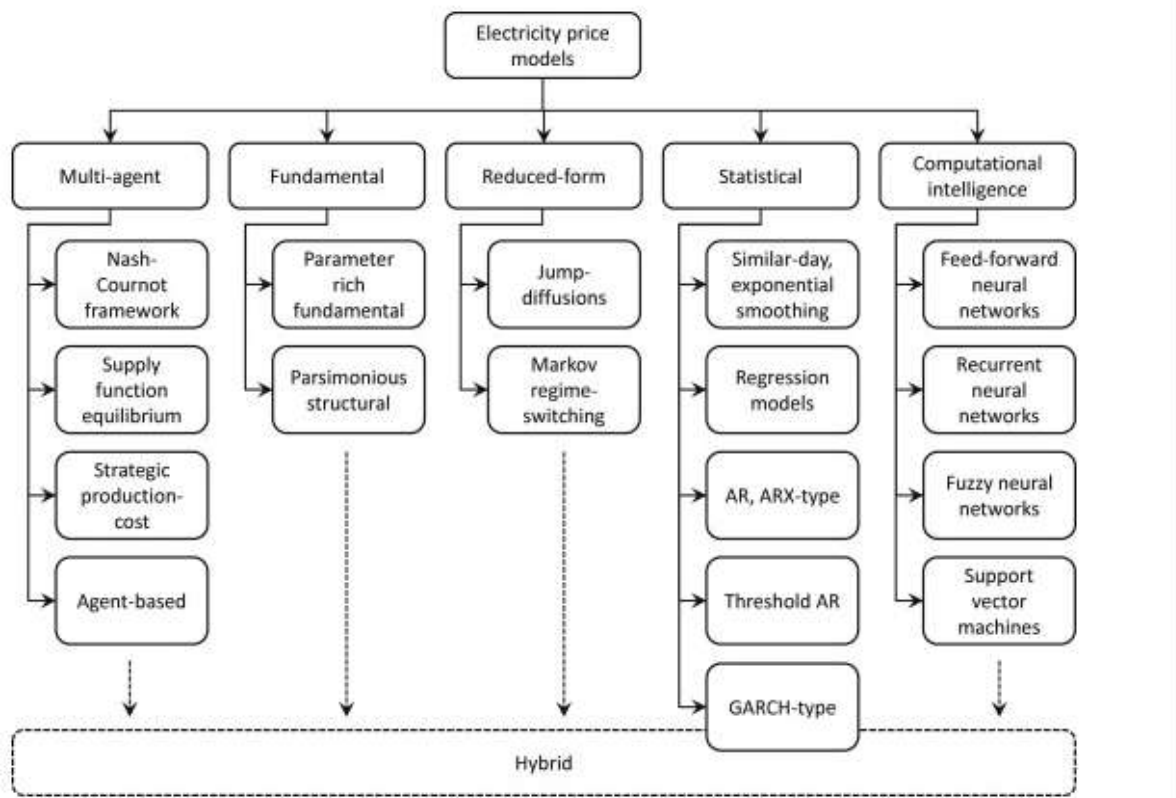 Electricity price
models
Multi-agent
Fundamental
Reduced-form
Statistical
Computational
intelligence
Nash-
Cournot
framework
Supply
function
equilibrium
Strategic
production-
cost
Agent-based
Parameter
rich
fundamental
Parsimonious
structural
Jump-
diffusions
Markov
regime-
switching
Similar-day,
exponential
smoothing
Regression
models
AR, ARX-type
Threshold AR
GARCH-type
Feed-forward
neural
networks
Recurrent
neural
networks
Fuzzy neural
networks
Support
vector
machines
Hybrid